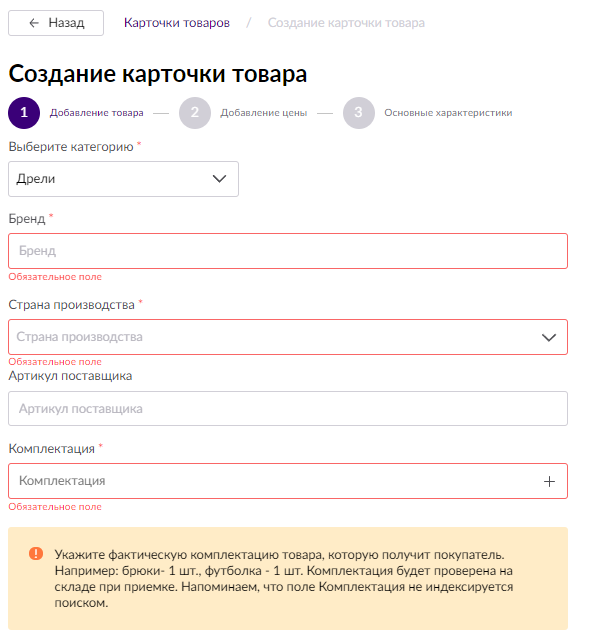 ← Назад Карточки товаров / Создание карточки товара
Создание карточки товара
1 Добавление товара — 2 Добавление цены — 3 Основные характеристики
Выберите категорию *
Дрели
Бренд *
Бренд
Обязательное поле
Страна производства *
Страна производства
Обязательное поле
Артикул поставщика
Артикул поставщика
Комплектация *
Комплектация +
Обязательное поле
Укажите фактическую комплектацию товара, которую получит покупатель.
Например: брюки- 1 шт., футболка - 1 шт. Комплектация будет проверена на
складе при приемке. Напоминаем, что поле Комплектация не индексируется
поиском.